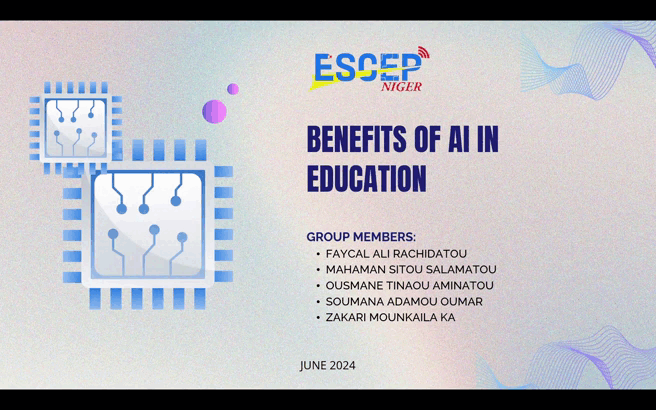 ESCEP
NIGER
BENEFITS OF AI IN
EDUCATION
GROUP MEMBERS:
• FAYCAL ALI RACHIDATOU
• MAHAMAN SITOU SALAMATOU
• OUSMANE TINAOU AMINATOU
• SOUMANA ADAMOU OUMAR
• ZAKARI MOUNKAILA KA
JUNE 2024